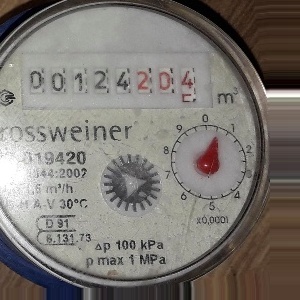 00124204 m³
rossweiner
019420
44:2002
5 m³/h
H A-V 30°C
D 91
6.131.73
Δp 100 kPa
p max 1 MPa
0 1 2 3 4 5 6 7 8 9
x0,0001